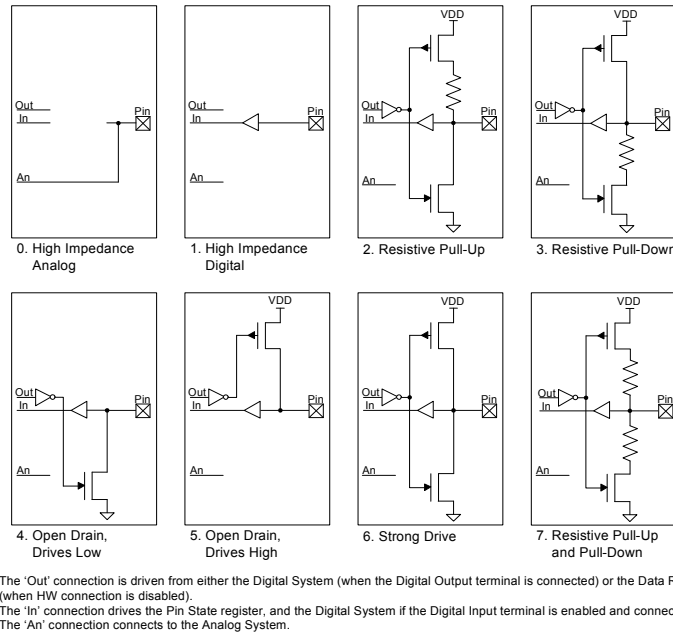 Out
In
Pin
An
0. High Impedance
Analog
Out
In
Pin
An
1. High Impedance
Digital
VDD
Out
In
Pin
An
2. Resistive Pull-Up
VDD
Out
In
Pin
An
3. Resistive Pull-Down
Out
In
Pin
An
4. Open Drain,
Drives Low
VDD
Out
In
Pin
An
5. Open Drain,
Drives High
VDD
Out
In
Pin
An
6. Strong Drive
VDD
Out
In
Pin
An
7. Resistive Pull-Up
and Pull-Down
The ‘Out’ connection is driven from either the Digital System (when the Digital Output terminal is connected) or the Data
(when HW connection is disabled).
The ‘In’ connection drives the Pin State register, and the Digital System if the Digital Input terminal is enabled and
The ‘An’ connection connects to the Analog System.